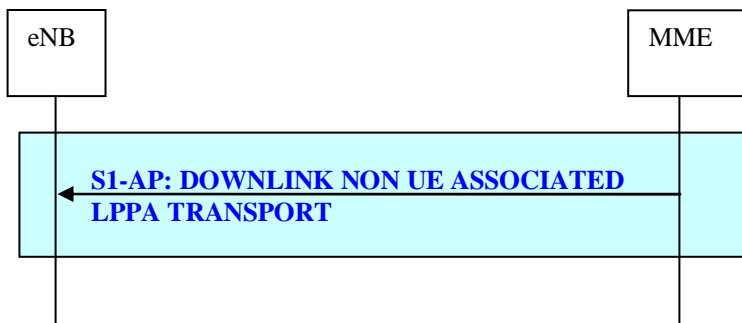 eNB
MME
S1-AP: DOWNLINK NON UE ASSOCIATED
LPPA TRANSPORT